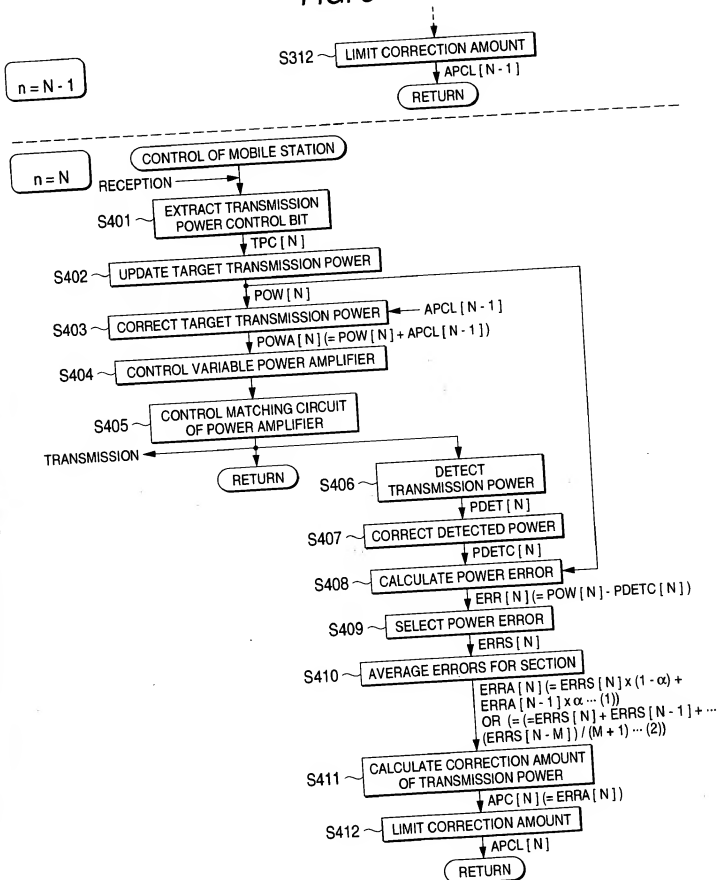 S312
LIMIT CORRECTION AMOUNT
APCL [ N - 1 ]
RETURN
n = N - 1
n = N
CONTROL OF MOBILE STATION
RECEPTION
S401
EXTRACT TRANSMISSION
POWER CONTROL BIT
TPC [ N ]
S402
UPDATE TARGET TRANSMISSION POWER
POW [ N ]
S403
CORRECT TARGET TRANSMISSION POWER
APCL [ N - 1 ]
POWA [ N ] (= POW [ N ] + APCL [ N - 1 ] )
S404
CONTROL VARIABLE POWER AMPLIFIER
S405
CONTROL MATCHING CIRCUIT
OF POWER AMPLIFIER
TRANSMISSION
RETURN
S406
DETECT
TRANSMISSION POWER
PDET [ N ]
S407
CORRECT DETECTED POWER
PDETC [ N ]
S408
CALCULATE POWER ERROR
ERR [ N ] (= POW [ N ] - PDETC [ N ] )
S409
SELECT POWER ERROR
ERRS [ N ]
S410
AVERAGE ERRORS FOR SECTION
ERRA [ N ] (= ERRS [ N ] x (1 - α) +
ERRA [ N - 1 ] x α ··· (1))
OR (= (=ERRS [ N ] + ERRS [ N - 1 ] + ···
(ERRS [ N - M ] ) / (M + 1) ··· (2))
S411
CALCULATE CORRECTION AMOUNT
OF TRANSMISSION POWER
APC [ N ] (= ERRA [ N ] )
S412
LIMIT CORRECTION AMOUNT
APCL [ N ]
RETURN